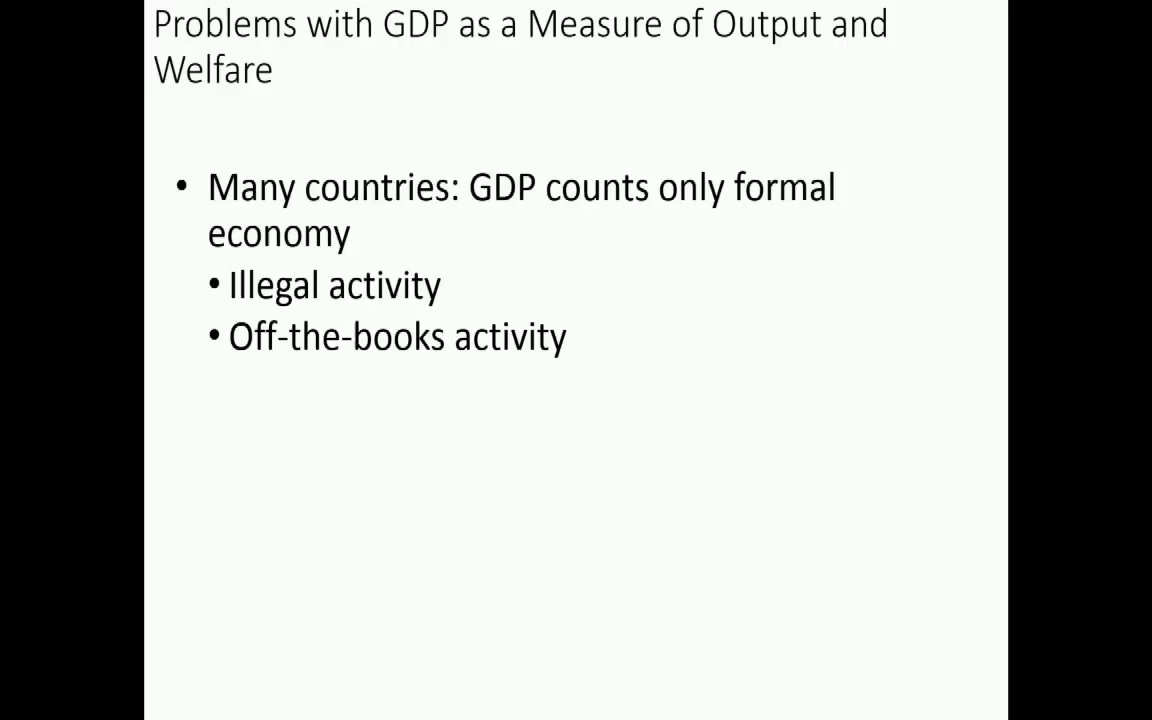 Problems with GDP as a Measure of Output and
Welfare
• Many countries: GDP counts only formal
economy
• Illegal activity
• Off-the-books activity